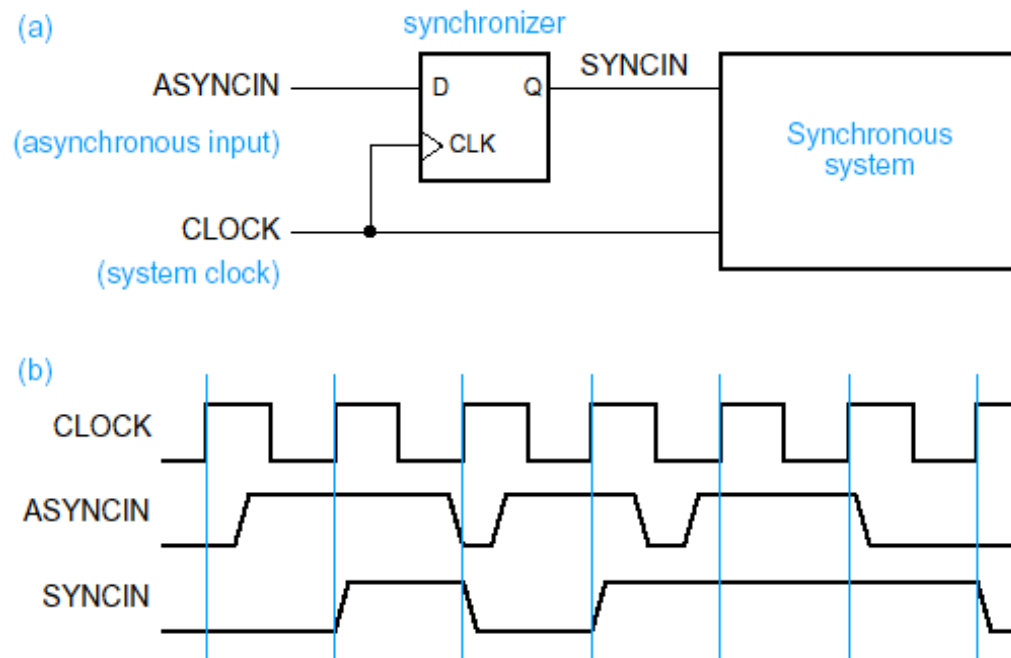 (a)
synchronizer
ASYNCIN
D
Q
SYNCIN
(asynchronous input)
CLK
Synchronous
system
CLOCK
(system clock)
(b)
CLOCK
ASYNCIN
SYNCIN